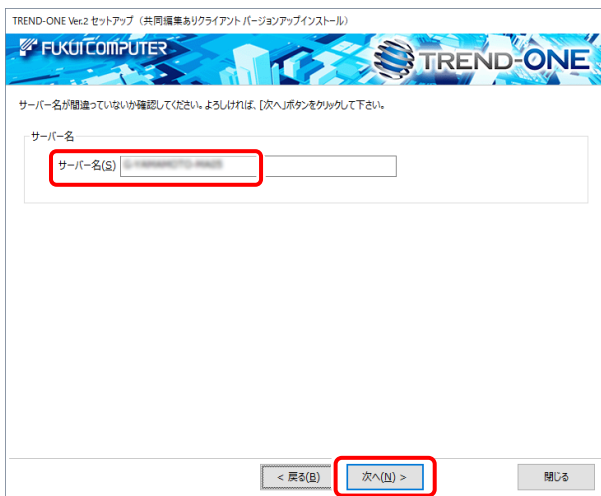 TREND-ONE Ver.2 セットアップ（共同編集ありクライアント バージョンアップインストール）
FUKUI COMPUTER
TREND-ONE
サーバー名が間違っていないか確認してください。よろしければ、[次へ]ボタンをクリックして下さい。
サーバー名
サーバー名(S)
< 戻る(B)
次へ(N) >
閉じる